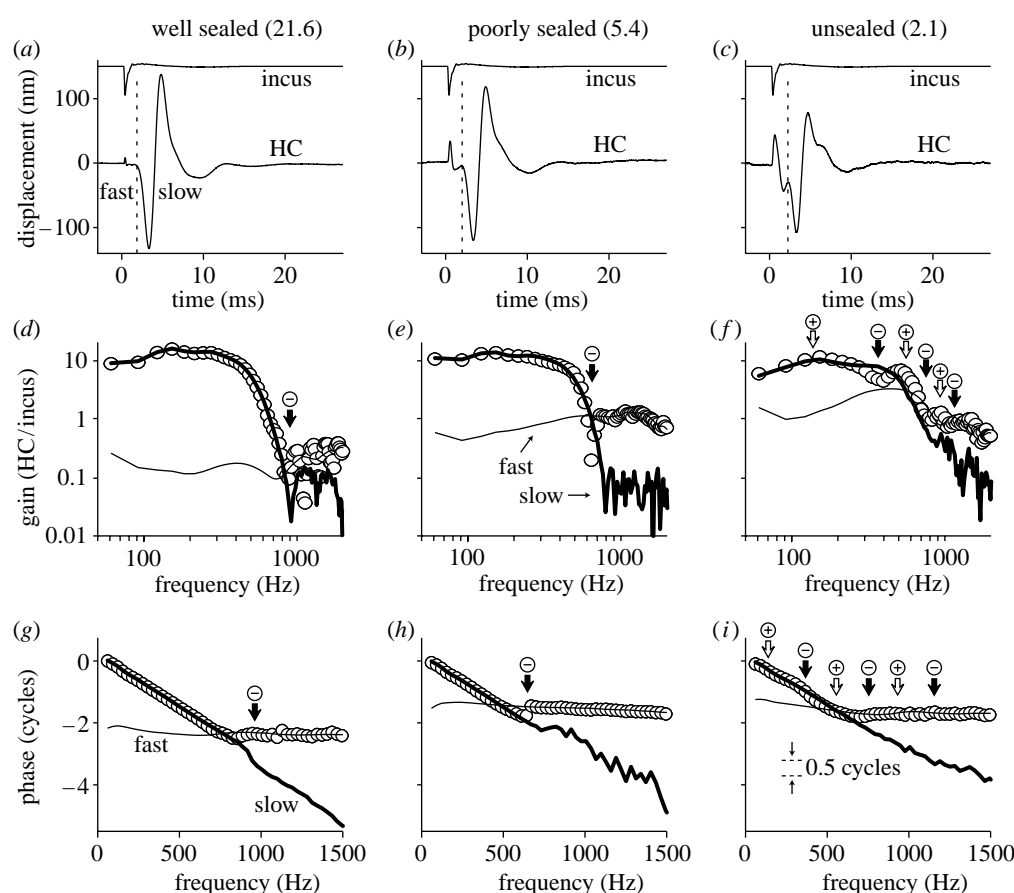 well sealed (21.6) poorly sealed (5.4) unsealed (2.1)
(a) (b) (c)
incus incus incus
100
displacement (nm)
HC HC HC
0
fast slow
−100
0 10 20 0 10 20 0 10 20
time (ms) time (ms) time (ms)
(d) (e) (f)
+ − + − + −
− −
10
1
0.1
0.01
gain (HC/incus)
fast
slow
100 1000 100 1000 100 1000
frequency (Hz) frequency (Hz) frequency (Hz)
(g) (h) (i)
+ − + − + −
− −
0
−2
−4
phase (cycles)
fast
slow
0.5 cycles
0 500 1000 1500 0 500 1000 1500 0 500 1000 1500
frequency (Hz) frequency (Hz) frequency (Hz)